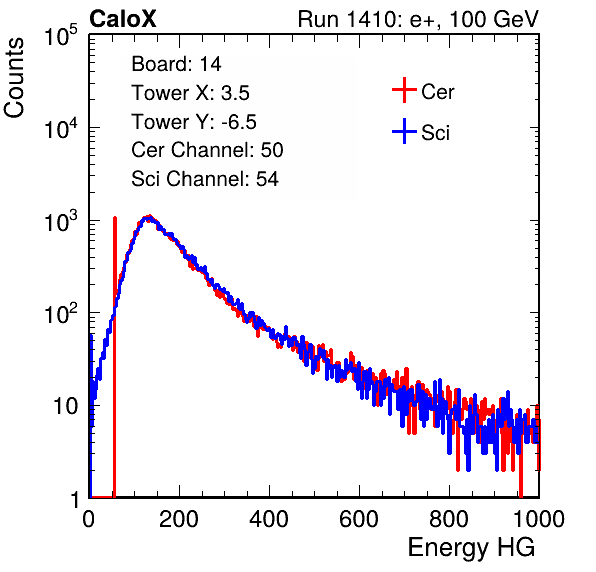 CaloX Run 1410: e+, 100 GeV
Board: 14
Tower X: 3.5
Tower Y: -6.5
Cer Channel: 50
Sci Channel: 54
Cer
Sci
Counts
10^5
10^4
10^3
10^2
10
1
0 200 400 600 800 1000
Energy HG